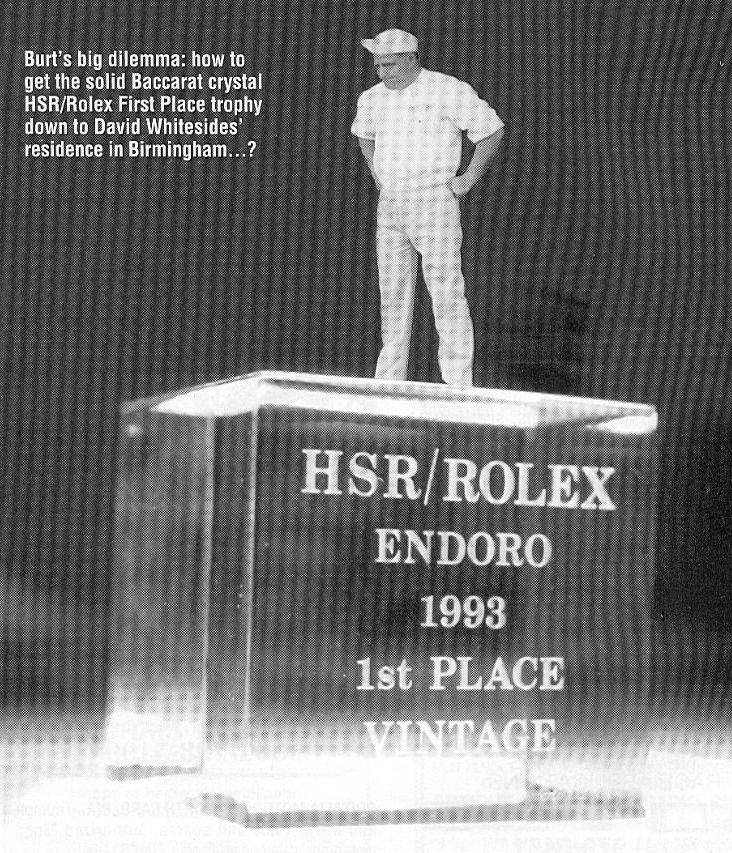 Burt's big dilemma: how to
get the solid Baccarat crystal
HSR/Rolex First Place trophy
down to David Whitesides'
residence in Birmingham...?
HSR/ROLEX
ENDORO
1993
1st PLACE
VINTAGE